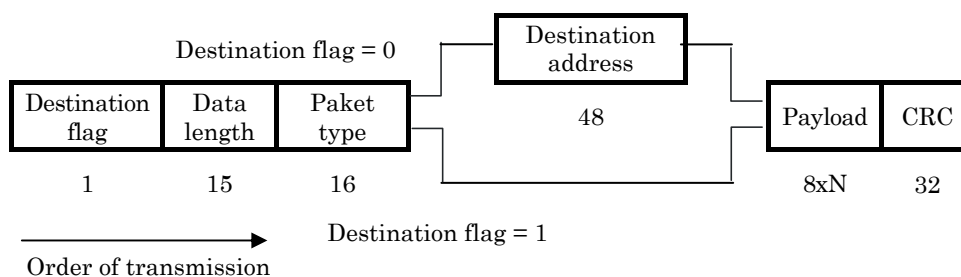 Destination flag = 0
Destination
address
48
Destination
flag
Data
length
Paket
type
Payload
CRC
1
15
16
8xN
32
Destination flag = 1
Order of transmission